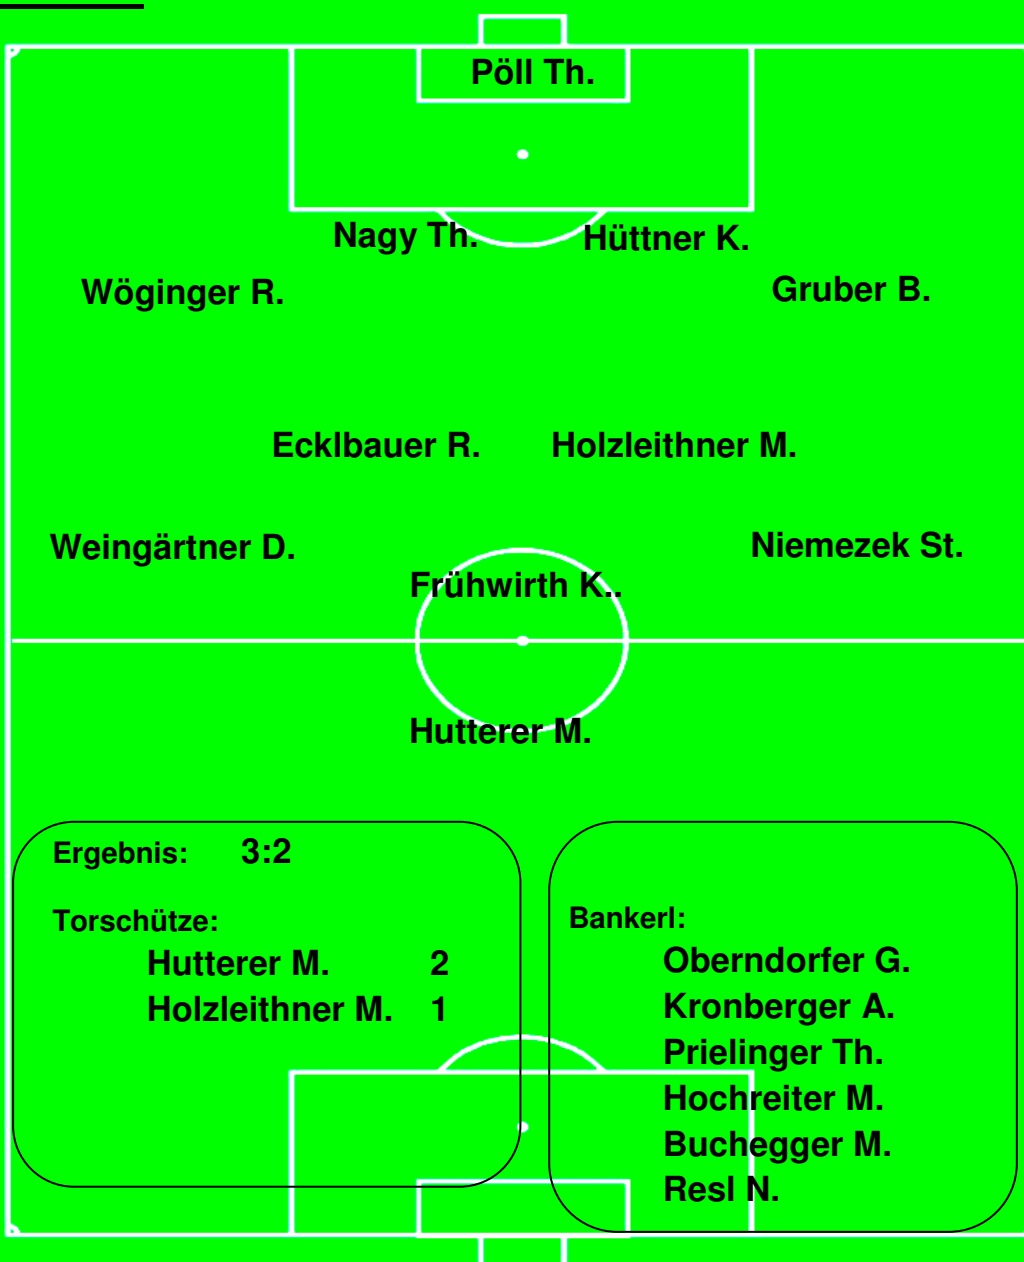 Pöll Th.
Nagy Th.
Hüttner K.
Wöginger R.
Gruber B.
Ecklbauer R.
Holzleithner M.
Weingärtner D.
Niemezek St.
Frühwirth K..
Hutterer M.
Ergebnis: 3:2
Torschütze:
Hutterer M. 2
Holzleithner M. 1
Bankerl:
Oberndorfer G.
Kronberger A.
Prielinger Th.
Hochreiter M.
Buchegger M.
Resl N.